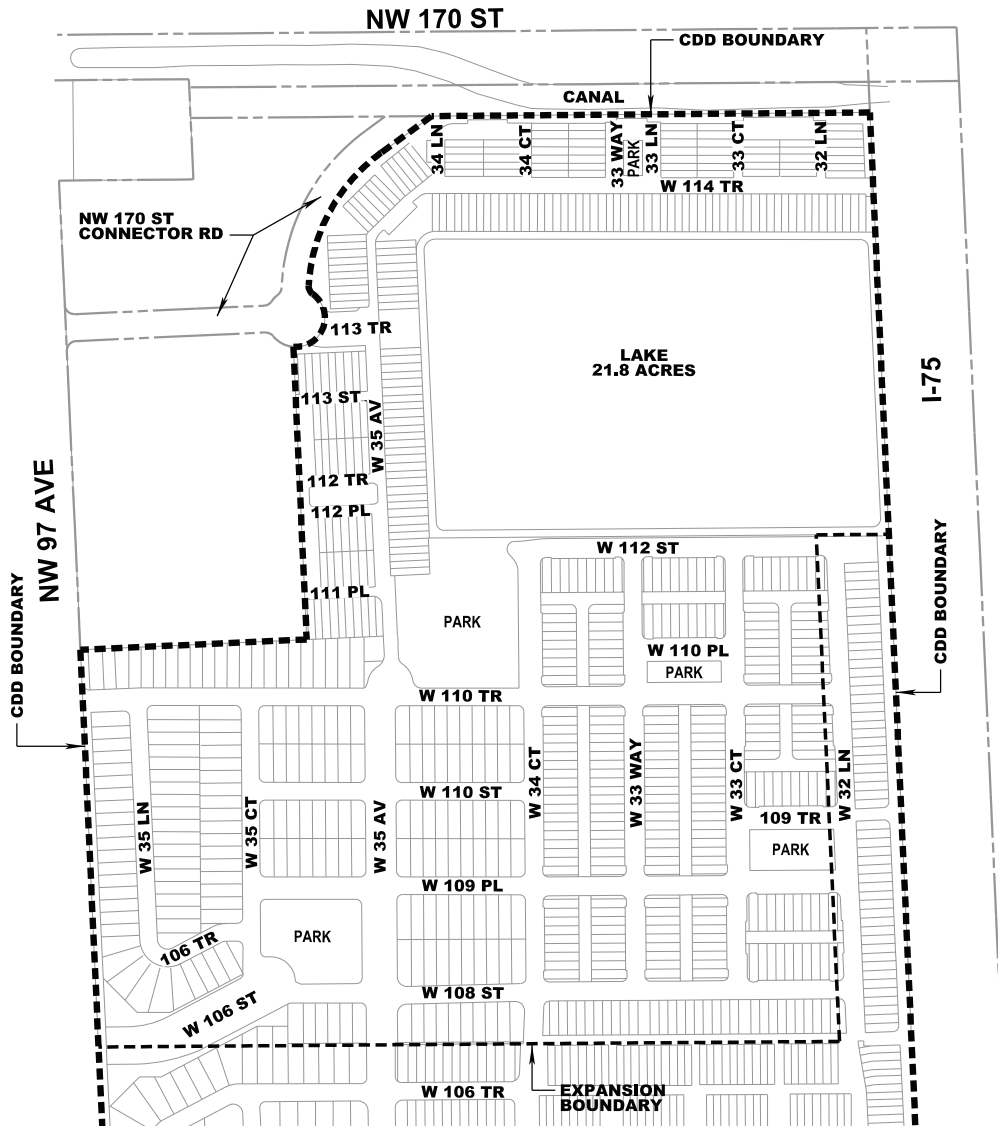 NW 170 ST
CDD BOUNDARY
CANAL
34 LN
34 CT
33 WAY
PARK
33 LN
33 CT
32 LN
W 114 TR
NW 170 ST
CONNECTOR RD
113 TR
LAKE
21.8 ACRES
I-75
113 ST
W 35 AV
112 TR
112 PL
NW 97 AVE
W 112 ST
111 PL
CDD BOUNDARY
CDD BOUNDARY
PARK
W 110 PL
PARK
W 110 TR
W 34 CT
W 33 WAY
W 33 CT
W 32 LN
W 110 ST
W 35 LN
W 35 CT
W 35 AV
109 TR
PARK
W 109 PL
PARK
106 TR
W 108 ST
W 106 ST
W 106 TR
EXPANSION
BOUNDARY